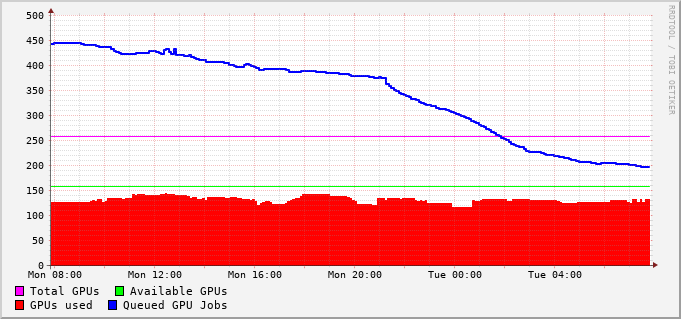 500
450
400
350
300
250
200
150
100
50
0
Mon 08:00 Mon 12:00 Mon 16:00 Mon 20:00 Tue 00:00 Tue 04:00
Total GPUs Available GPUs
GPUs used Queued GPU Jobs
RRDTOOL / TOBI OETIKER